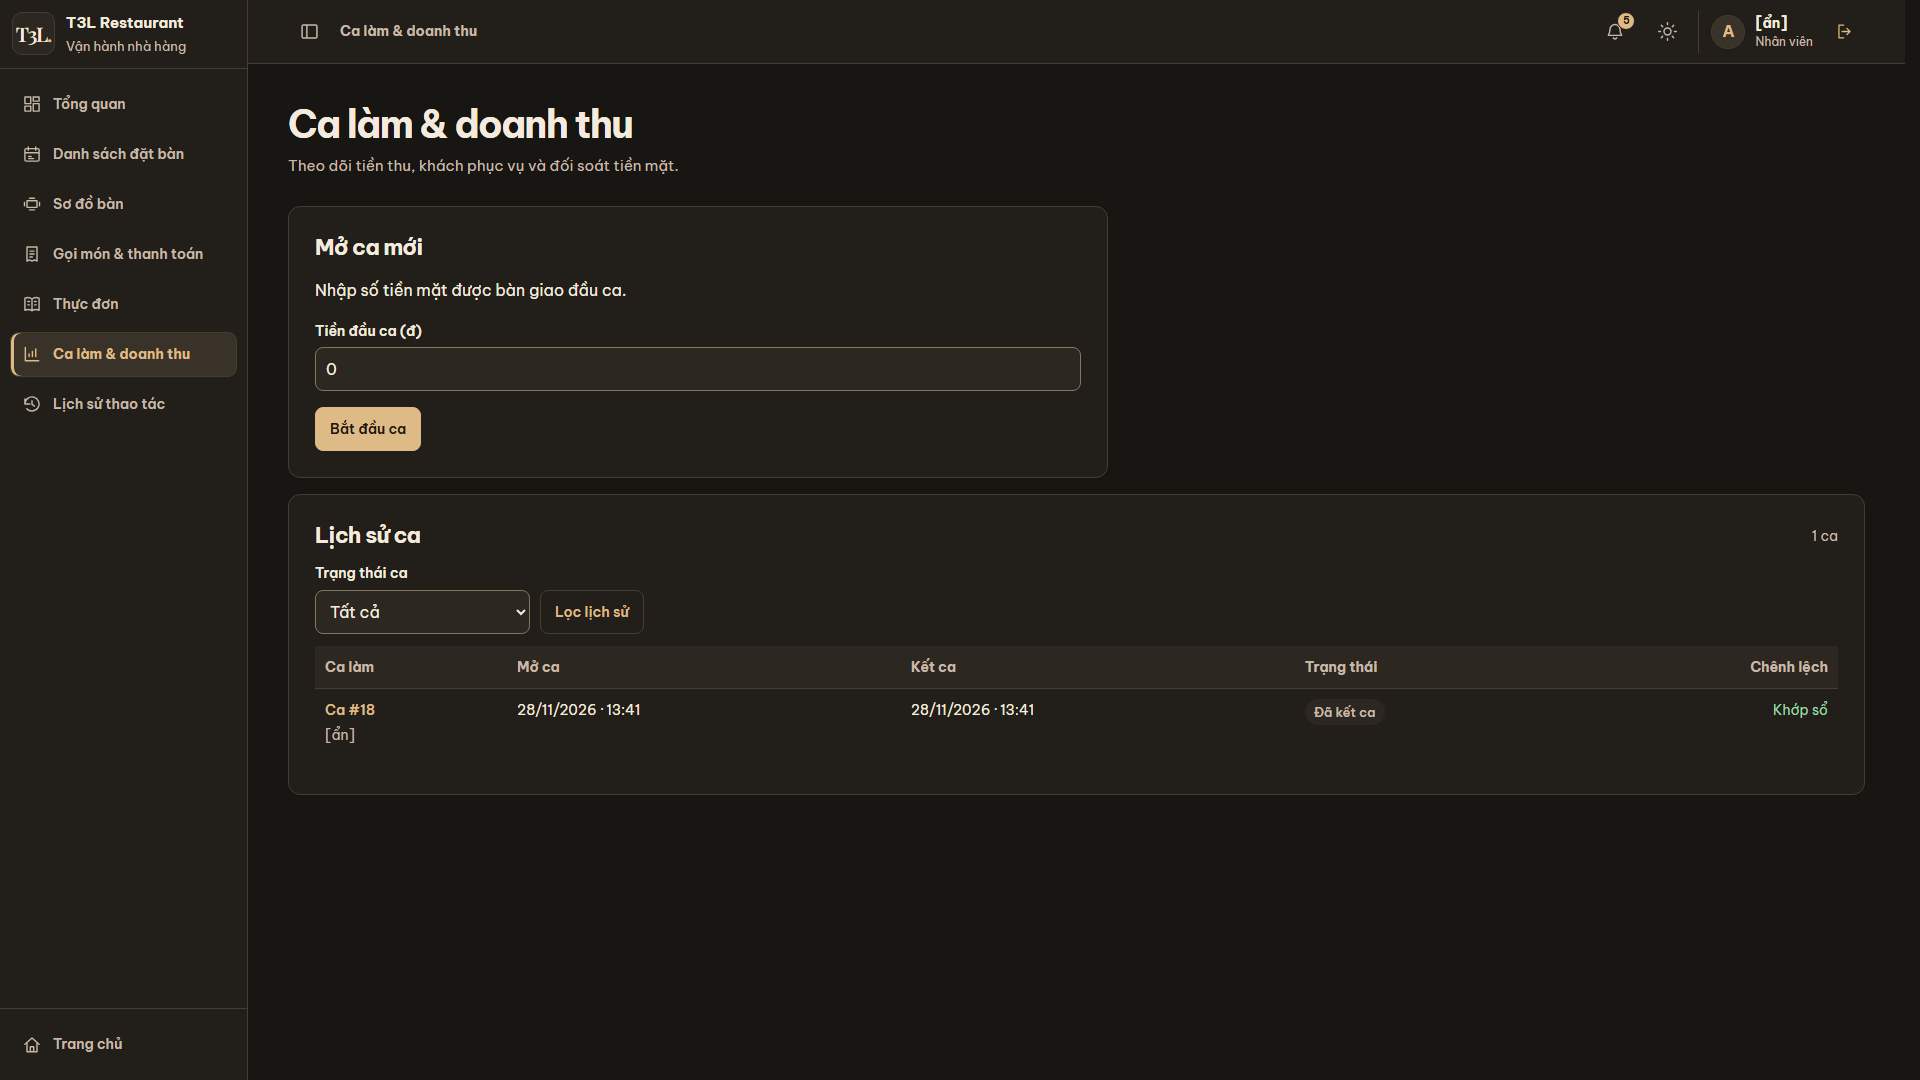 T3L.
T3L Restaurant
Vận hành nhà hàng
Tổng quan
Danh sách đặt bàn
Sơ đồ bàn
Gọi món & thanh toán
Thực đơn
Ca làm & doanh thu
Lịch sử thao tác
Trang chủ
Ca làm & doanh thu
5
A
[ẩn]
Nhân viên
Ca làm & doanh thu
Theo dõi tiền thu, khách phục vụ và đối soát tiền mặt.
Mở ca mới
Nhập số tiền mặt được bàn giao đầu ca.
Tiền đầu ca (đ)
0
Bắt đầu ca
Lịch sử ca
1 ca
Trạng thái ca
Tất cả
Lọc lịch sử
Ca làm Mở ca Kết ca Trạng thái Chênh lệch
Ca #18 28/11/2026 · 13:41 28/11/2026 · 13:41 Đã kết ca Khớp sổ
[ẩn]